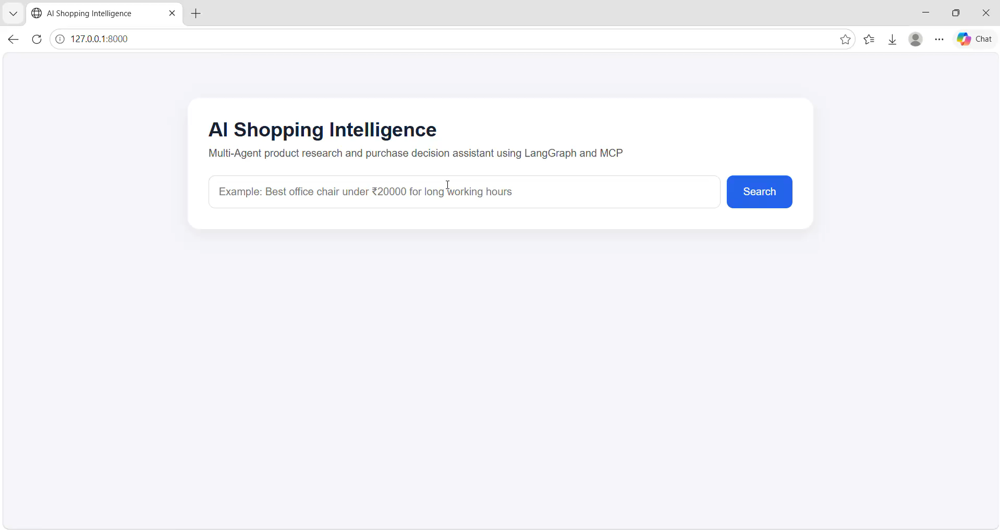 AI Shopping Intelligence
127.0.0.1:8000
Chat
AI Shopping Intelligence
Multi-Agent product research and purchase decision assistant using LangGraph and MCP
Example: Best office chair under ₹20000 for long working hours
Search